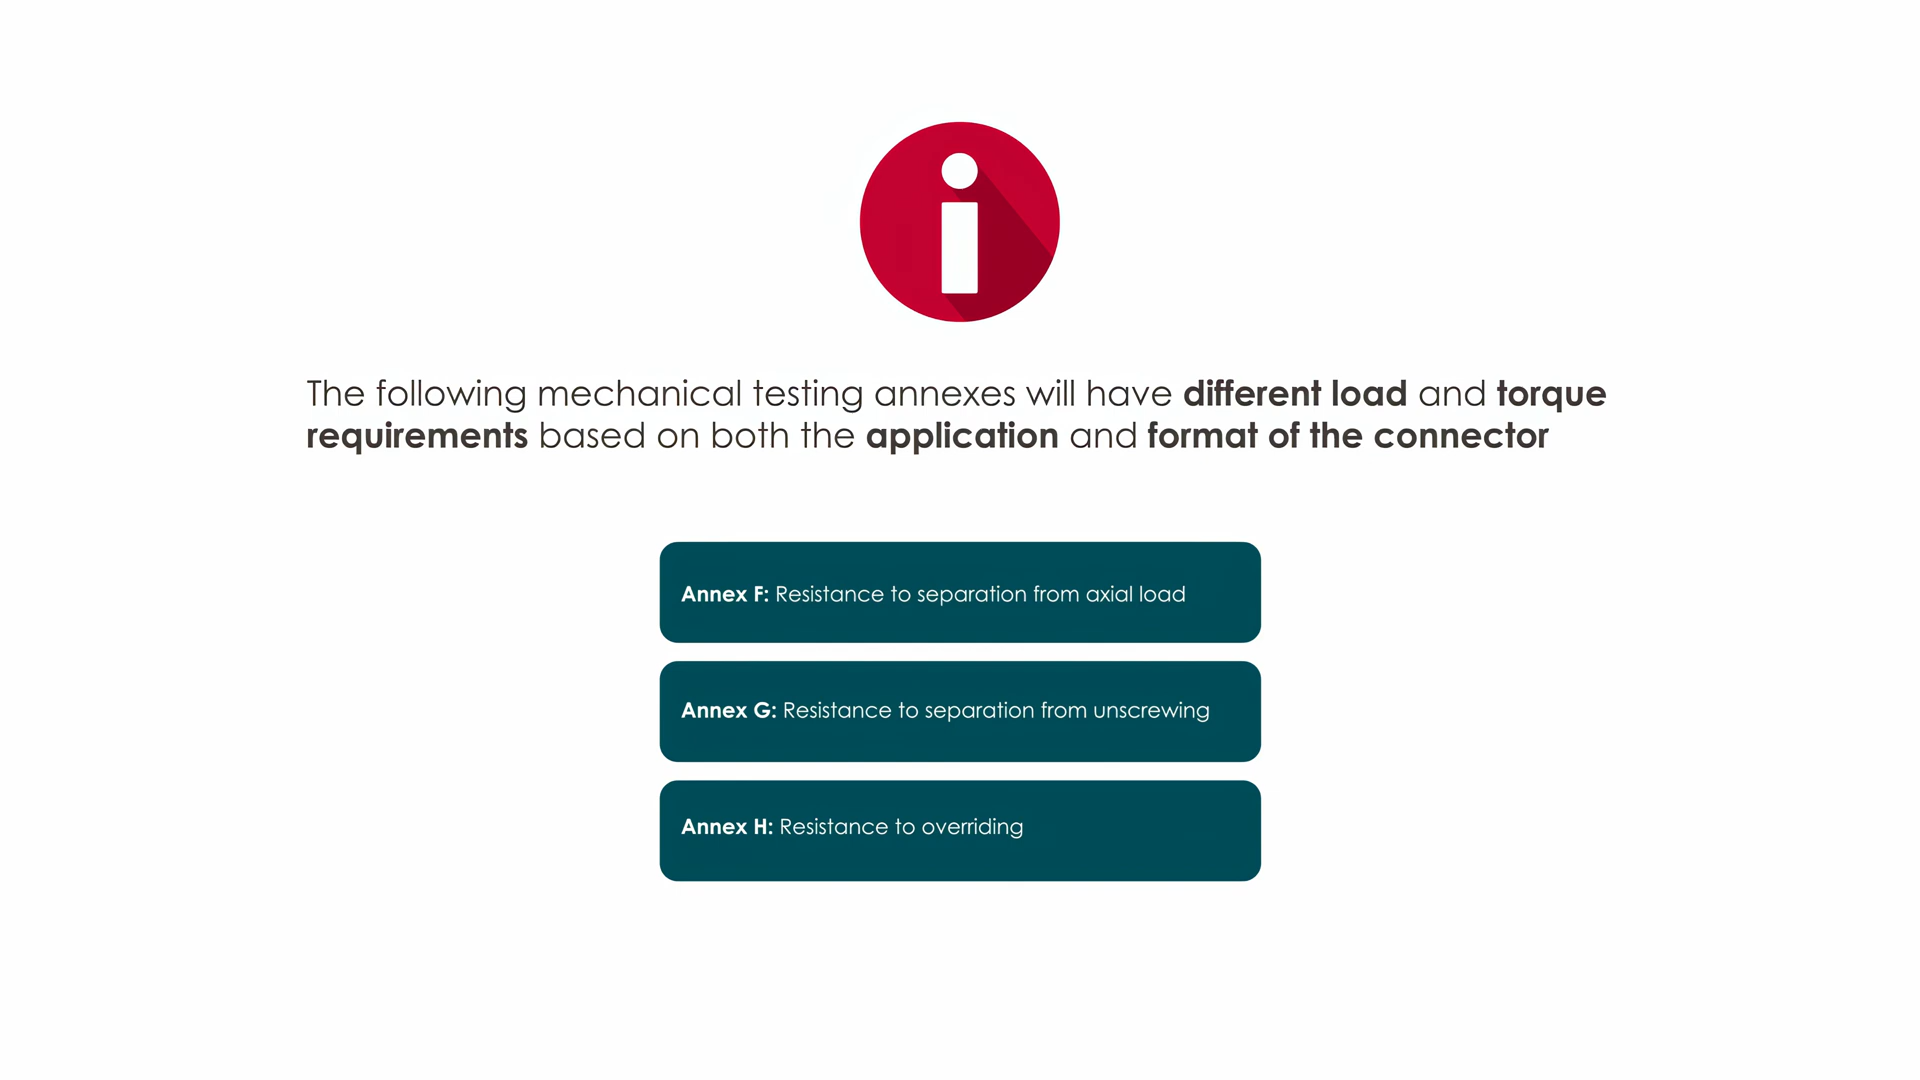 The following mechanical testing annexes will have different load and torque
requirements based on both the application and format of the connector
Annex F: Resistance to separation from axial load
Annex G: Resistance to separation from unscrewing
Annex H: Resistance to overriding